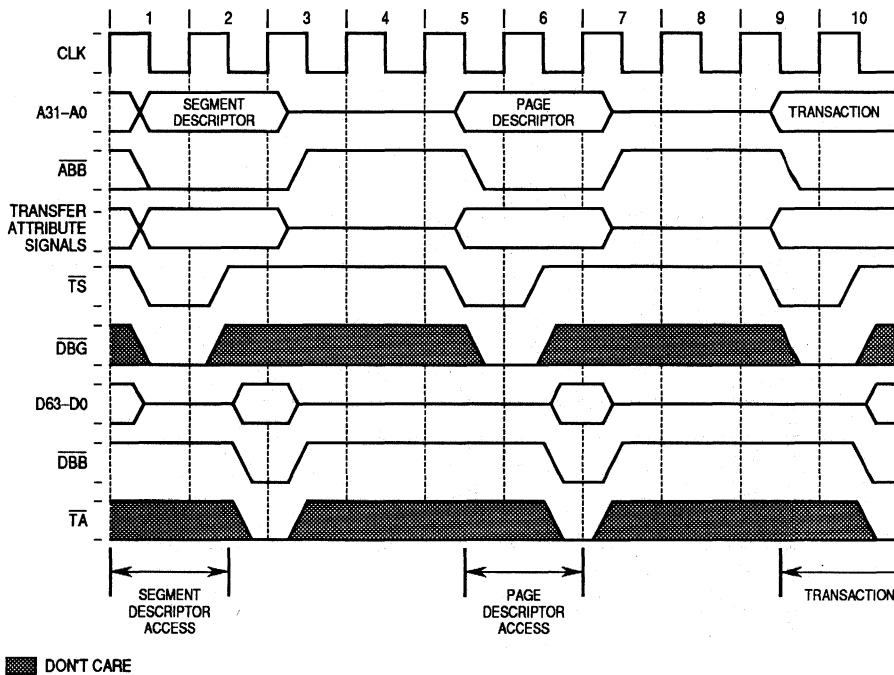 1 2 3 4 5 6 7 8 9 10
CLK
A31–A0
SEGMENT
DESCRIPTOR
PAGE
DESCRIPTOR
TRANSACTION
ABB
TRANSFER
ATTRIBUTE
SIGNALS
TS
DBG
D63–D0
DBB
TA
SEGMENT
DESCRIPTOR
ACCESS
PAGE
DESCRIPTOR
ACCESS
TRANSACTION
DON'T CARE